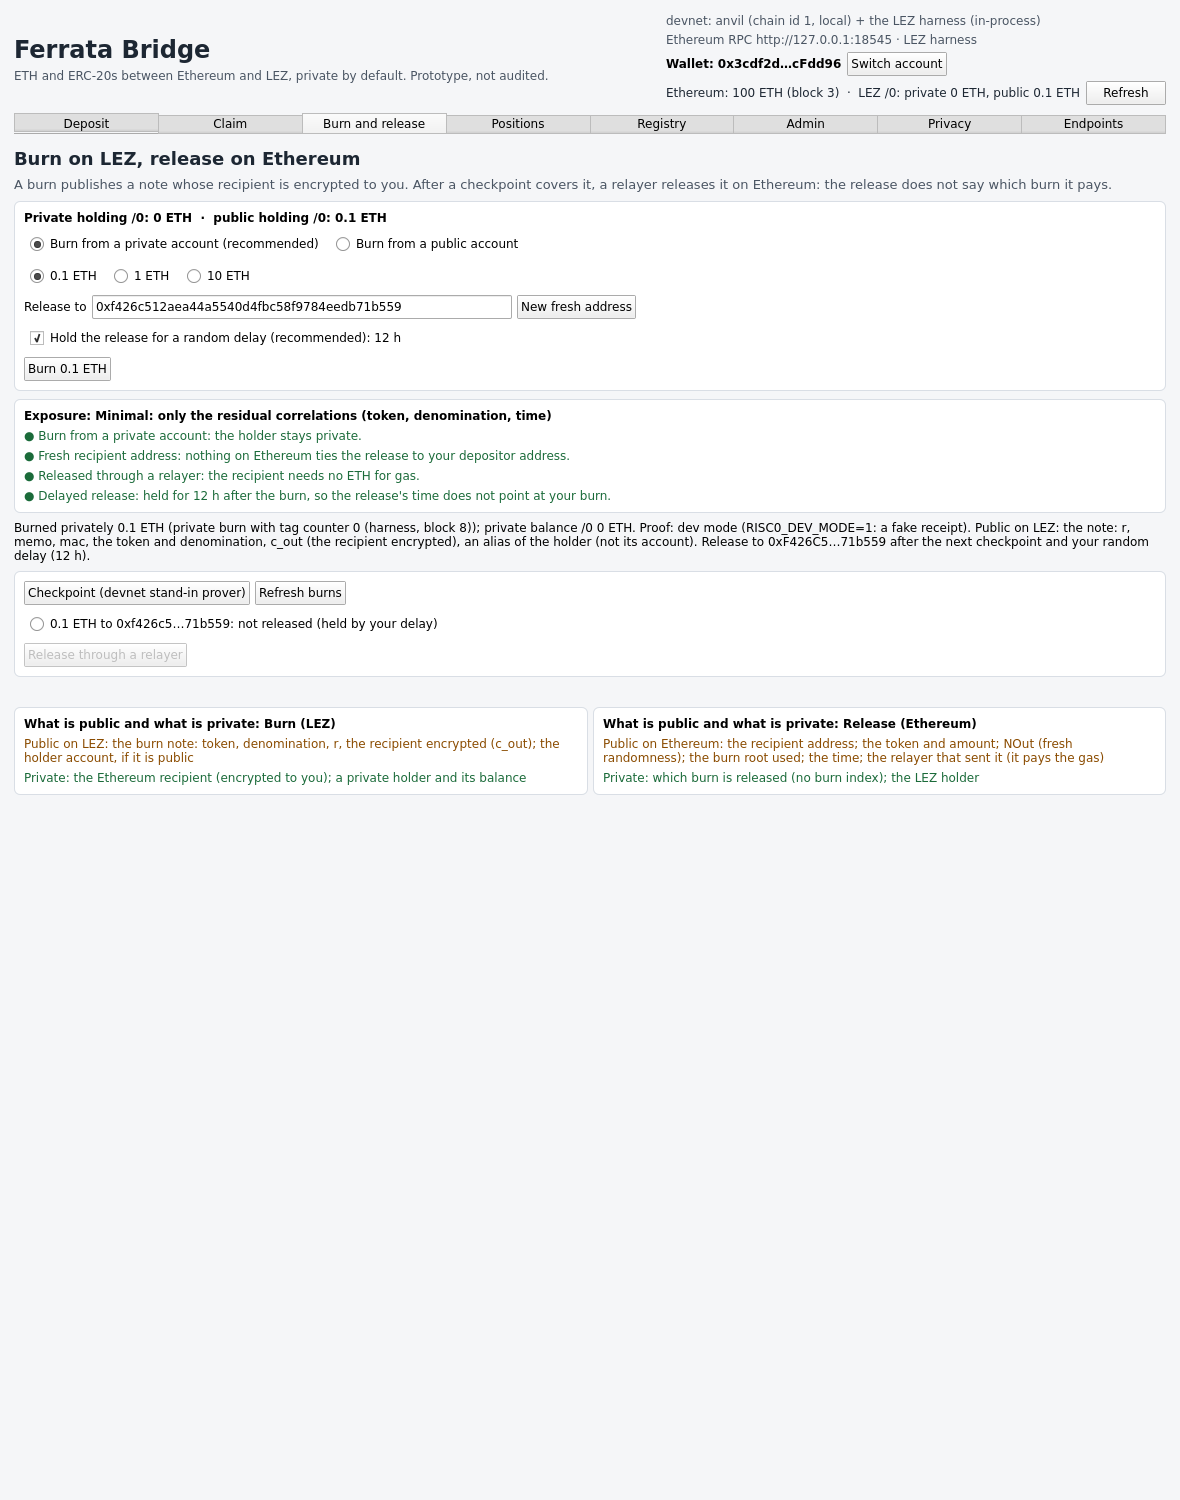 Ferrata Bridge
ETH and ERC-20s between Ethereum and LEZ, private by default. Prototype, not audited.
devnet: anvil (chain id 1, local) + the LEZ harness (in-process)
Ethereum RPC http://127.0.0.1:18545 · LEZ harness
Wallet: 0x3cdf2d…cFdd96 Switch account
Ethereum: 100 ETH (block 3) · LEZ /0: private 0 ETH, public 0.1 ETH Refresh
Deposit Claim Burn and release Positions Registry Admin Privacy Endpoints
Burn on LEZ, release on Ethereum
A burn publishes a note whose recipient is encrypted to you. After a checkpoint covers it, a relayer releases it on Ethereum: the release does not say which burn it pays.
Private holding /0: 0 ETH · public holding /0: 0.1 ETH
Burn from a private account (recommended) Burn from a public account
0.1 ETH 1 ETH 10 ETH
Release to 0xf426c512aea44a5540d4fbc58f9784eedb71b559 New fresh address
Hold the release for a random delay (recommended): 12 h
Burn 0.1 ETH
Exposure: Minimal: only the residual correlations (token, denomination, time)
● Burn from a private account: the holder stays private.
● Fresh recipient address: nothing on Ethereum ties the release to your depositor address.
● Released through a relayer: the recipient needs no ETH for gas.
● Delayed release: held for 12 h after the burn, so the release's time does not point at your burn.
Burned privately 0.1 ETH (private burn with tag counter 0 (harness, block 8)); private balance /0 0 ETH. Proof: dev mode (RISC0_DEV_MODE=1: a fake receipt). Public on LEZ: the note: r,
memo, mac, the token and denomination, c_out (the recipient encrypted), an alias of the holder (not its account). Release to 0xF426C5…71b559 after the next checkpoint and your random
delay (12 h).
Checkpoint (devnet stand-in prover) Refresh burns
0.1 ETH to 0xf426c5…71b559: not released (held by your delay)
Release through a relayer
What is public and what is private: Burn (LEZ)
Public on LEZ: the burn note: token, denomination, r, the recipient encrypted (c_out); the
holder account, if it is public
Private: the Ethereum recipient (encrypted to you); a private holder and its balance
What is public and what is private: Release (Ethereum)
Public on Ethereum: the recipient address; the token and amount; NOut (fresh
randomness); the burn root used; the time; the relayer that sent it (it pays the gas)
Private: which burn is released (no burn index); the LEZ holder